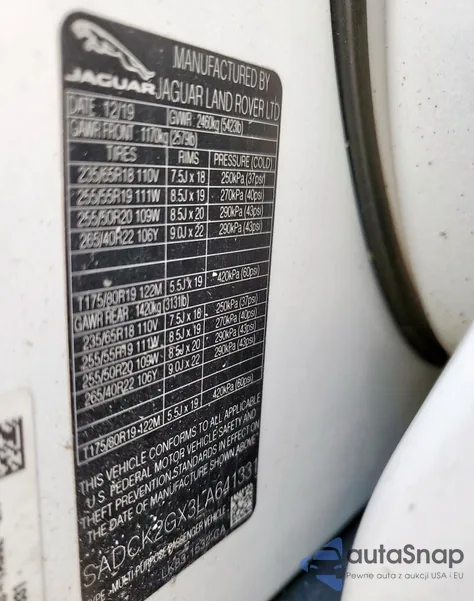 JAGUAR
MANUFACTURED BY
JAGUAR LAND ROVER LTD
DATE 12/19 GVWR 2460kg (5423lb)
GAWR FRONT 1170kg (2579lb)
TIRES RIMS PRESSURE (COLD)
235/65R18 110V 7.5J x 18 250kPa (37psi)
255/55R19 111W 8.5J x 19 270kPa (40psi)
255/50R20 109W 8.5J x 20 290kPa (43psi)
265/40R22 106Y 9.0J x 22 290kPa (43psi)
T175/80R19 122M 5.5J x 19 420kPa (60psi)
GAWR REAR 1420kg (3131lb)
235/65R18 110V 7.5J x 18 250kPa (37psi)
255/55R19 111W 8.5J x 19 270kPa (40psi)
255/50R20 109W 8.5J x 20 290kPa (43psi)
265/40R22 106Y 9.0J x 22 290kPa (43psi)
T175/80R19 122M 5.5J x 19 420kPa (60psi)
THIS VEHICLE CONFORMS TO ALL APPLICABLE
U.S. FEDERAL MOTOR VEHICLE SAFETY AND
THEFT PREVENTION STANDARDS IN EFFECT ON
THE DATE OF MANUFACTURE SHOWN ABOVE
SADCK2GX3LA641331
TYPE - MULTI-PURPOSE PASSENGER VEHICLE
autaSnap
Pewne auta z aukcji USA • EU